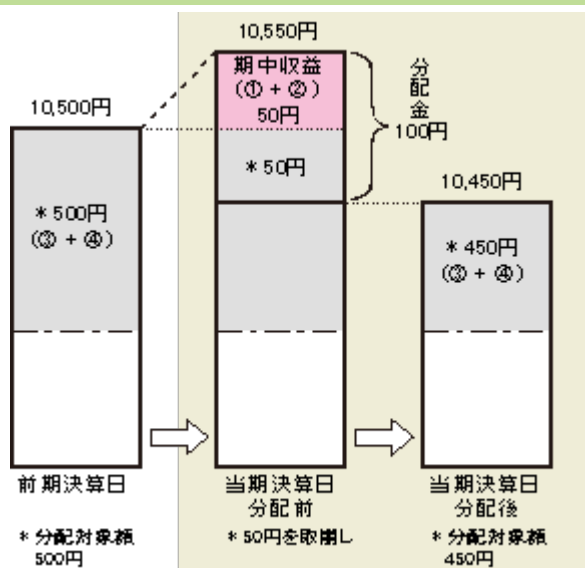 10,550円
期中収益
(① + ②)
50円
分配金
100円
10,500円
*50円
10,450円
*500円
(③ + ④)
*450円
(③ + ④)
前期決算日
当期決算日
分配前
当期決算日
分配後
*分配対象額
500円
*50円を取崩し
*分配対象額
450円